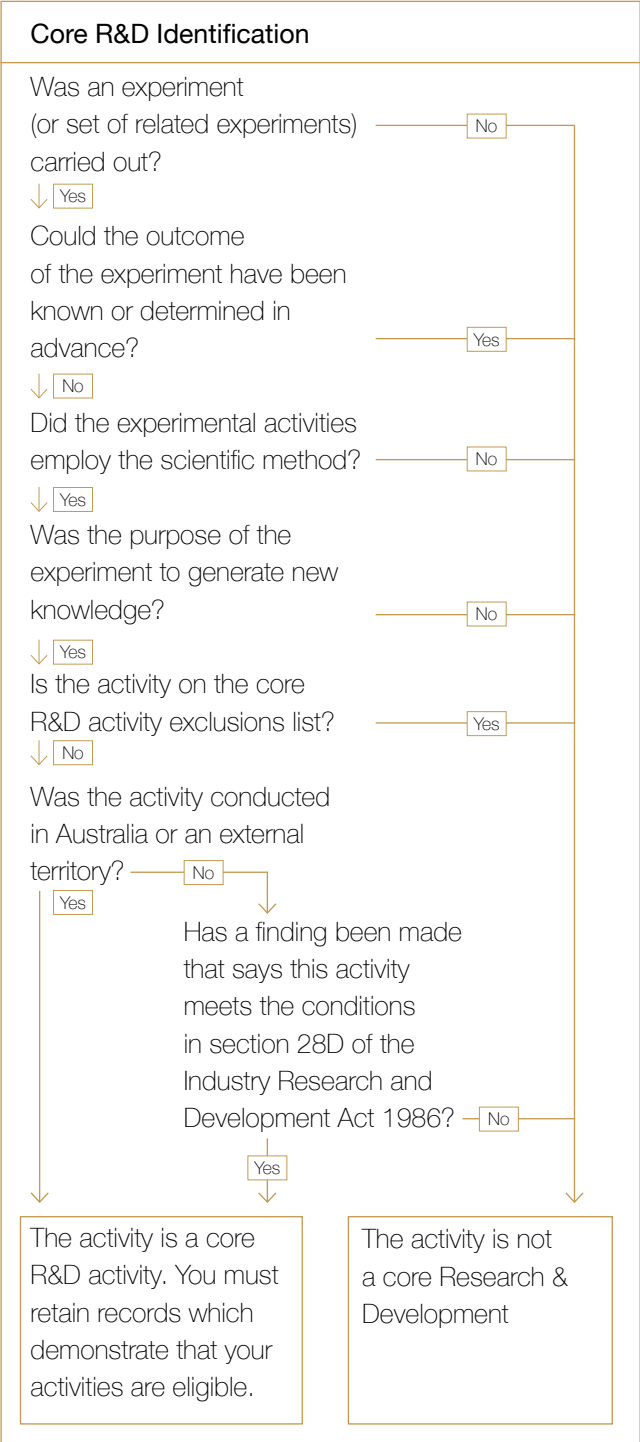 Core R&D Identification
Was an experiment
(or set of related experiments)
carried out?
No
Yes
Could the outcome
of the experiment have been
known or determined in
advance?
Yes
No
Did the experimental activities
employ the scientific method?
No
Yes
Was the purpose of the
experiment to generate new
knowledge?
No
Yes
Is the activity on the core
R&D activity exclusions list?
Yes
No
Was the activity conducted
in Australia or an external
territory?
No
Yes
Has a finding been made
that says this activity
meets the conditions
in section 28D of the
Industry Research and
Development Act 1986?
No
Yes
The activity is a core
R&D activity. You must
retain records which
demonstrate that your
activities are eligible.
The activity is not
a core Research &
Development